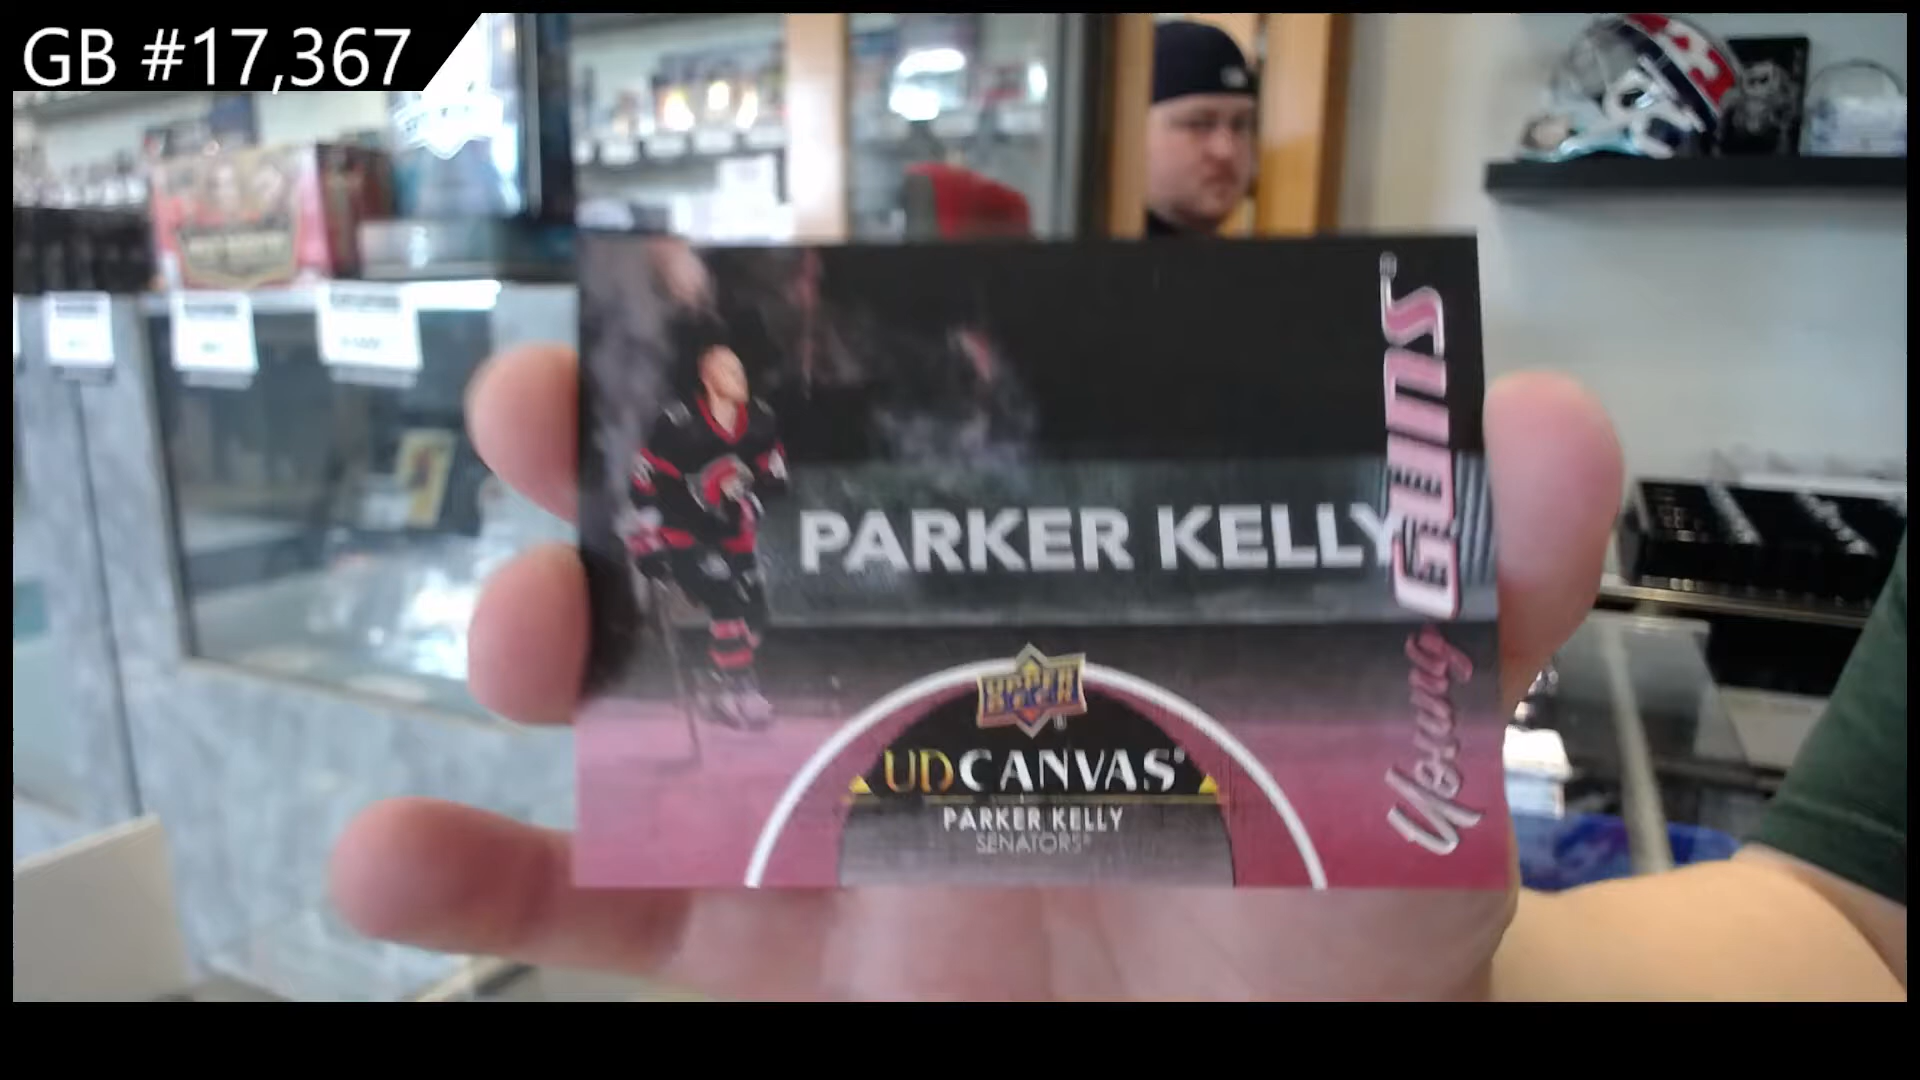 GB #17,367
PARKER KELLY
Young GUNS®
UPPER DECK
UD CANVAS®
PARKER KELLY
SENATORS®